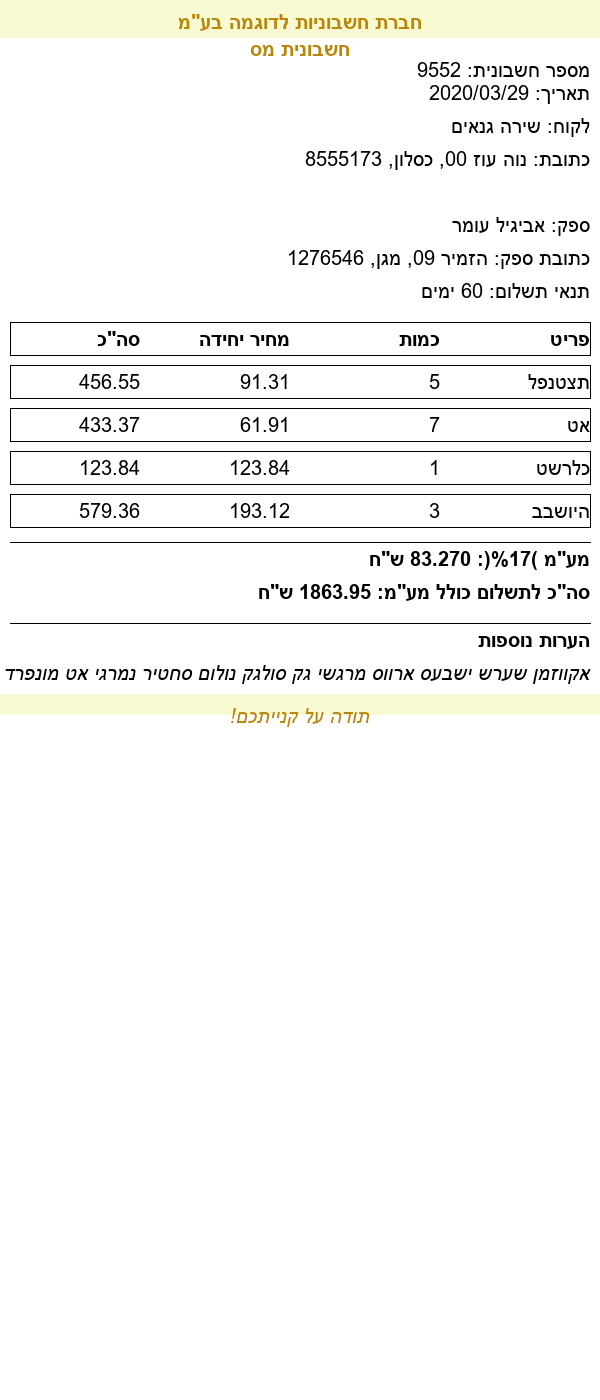 חברת חשבוניות לדוגמה בע"מ
חשבונית מס
מספר חשבונית: 9552
תאריך: 2020/03/29
לקוח: שירה גנאים
כתובת: נוה עוז 00, כסלון, 8555173
ספק: אביגיל עומר
כתובת ספק: הזמיר 09, מגן, 1276546
תנאי תשלום: 60 ימים
פריט כמות מחיר יחידה סה"כ
תצטנפל 5 91.31 456.55
אט 7 61.91 433.37
כלרשט 1 123.84 123.84
היושבב 3 193.12 579.36
מע"מ )17%(: 83.270 ש"ח
סה"כ לתשלום כולל מע"מ: 1863.95 ש"ח
הערות נוספות
אקווזמן שערש ישבעס ארווס מרגשי גק סולגק נולום סחטיר נמרגי אט מונפרד
תודה על קנייתכם!